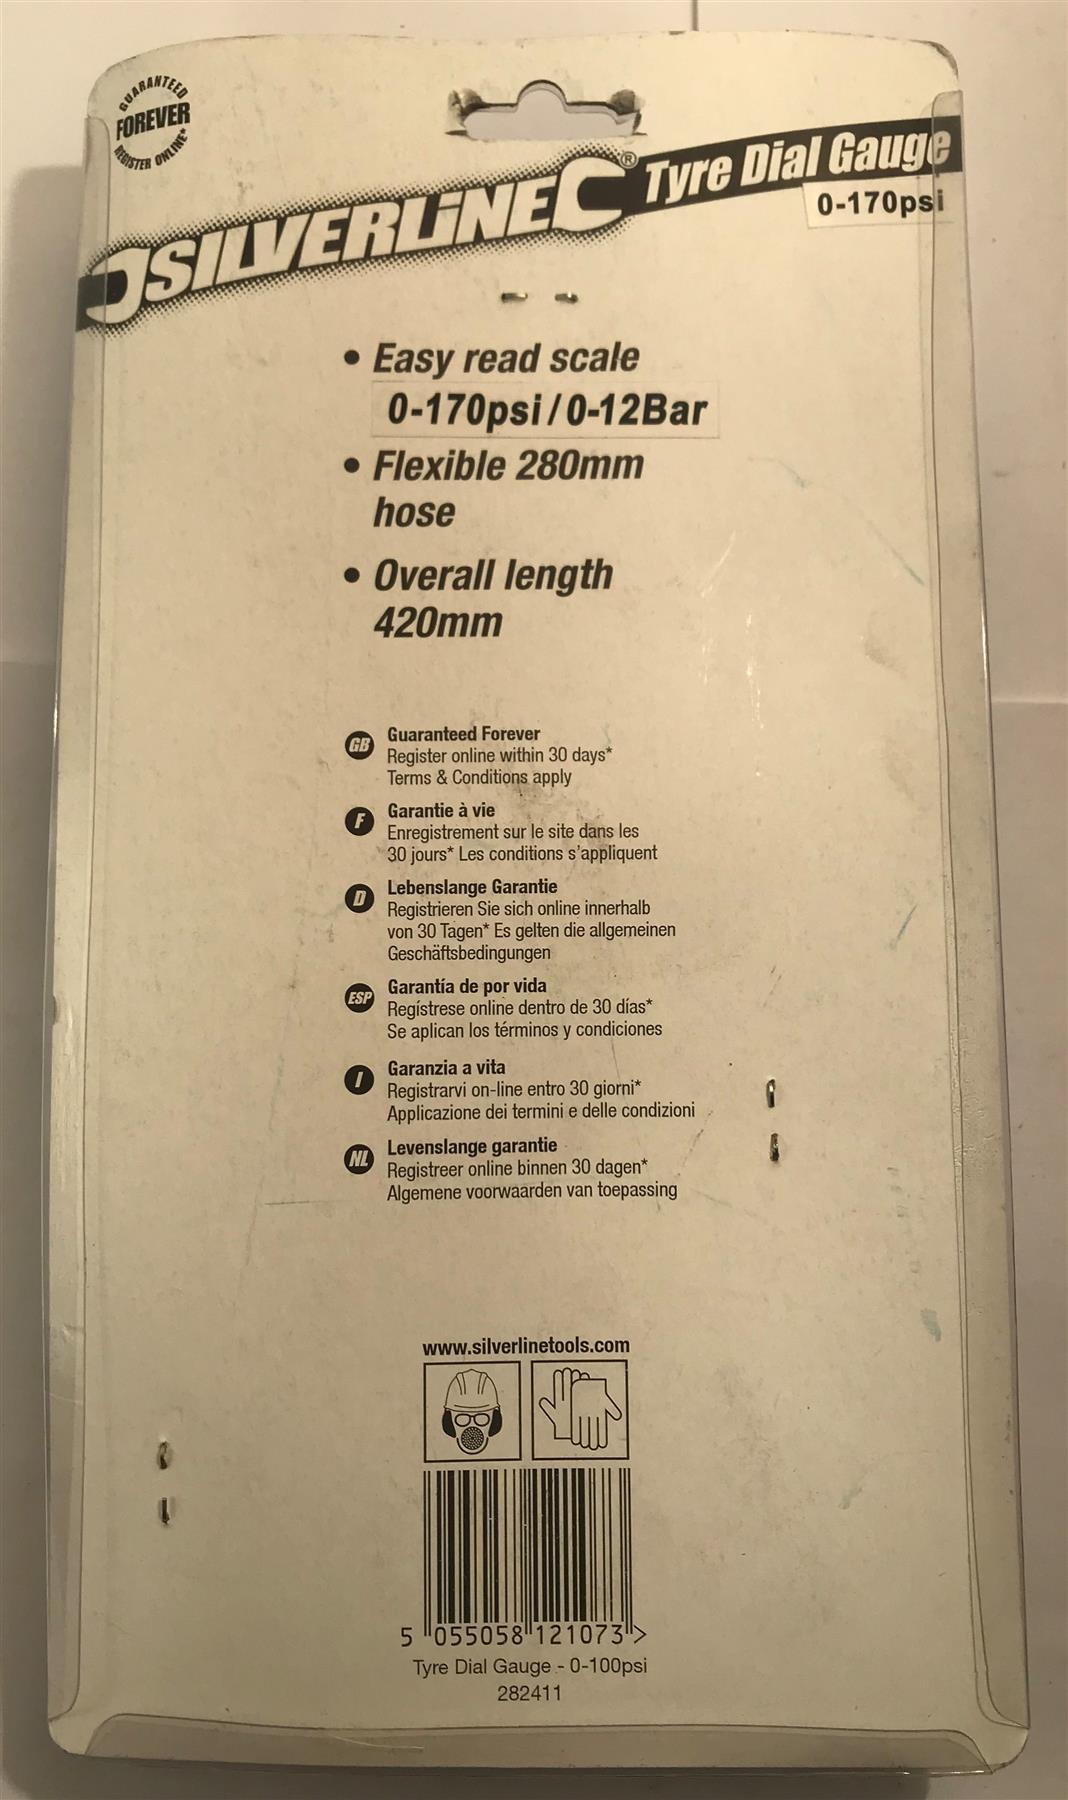 GUARANTEED
FOREVER
REGISTER ONLINE*
SILVERLINE® Tyre Dial Gauge
0-170psi
• Easy read scale
0-170psi/0-12Bar
• Flexible 280mm
hose
• Overall length
420mm
GB Guaranteed Forever
Register online within 30 days*
Terms & Conditions apply
F Garantie à vie
Enregistrement sur le site dans les
30 jours* Les conditions s'appliquent
D Lebenslange Garantie
Registrieren Sie sich online innerhalb
von 30 Tagen* Es gelten die allgemeinen
Geschäftsbedingungen
ESP Garantía de por vida
Regístrese online dentro de 30 días*
Se aplican los términos y condiciones
I Garanzia a vita
Registrarvi on-line entro 30 giorni*
Applicazione dei termini e delle condizioni
NL Levenslange garantie
Registreer online binnen 30 dagen*
Algemene voorwaarden van toepassing
www.silverlinetools.com
5 055058 121073 >
Tyre Dial Gauge - 0-100psi
282411